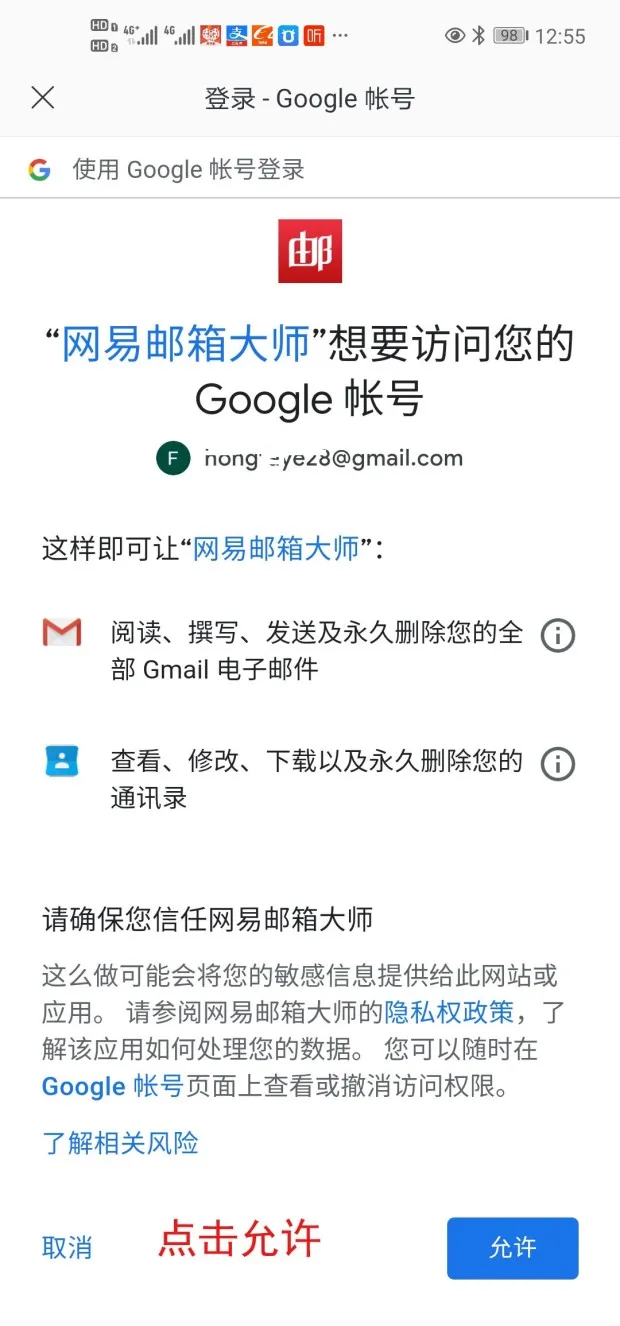 HD 1 4G+ 4G 听 ... 98 12:55
HD 2
登录 - Google 帐号
使用 Google 帐号登录
邮
“网易邮箱大师”想要访问您的
Google 帐号
F
@gmail.com
这样即可让“网易邮箱大师”：
阅读、撰写、发送及永久删除您的全
部 Gmail 电子邮件
查看、修改、下载以及永久删除您的
通讯录
请确保您信任网易邮箱大师
这么做可能会将您的敏感信息提供给此网站或
应用。 请参阅网易邮箱大师的隐私权政策，了
解该应用如何处理您的数据。 您可以随时在
Google 帐号页面上查看或撤消访问权限。
了解相关风险
取消 点击允许 允许